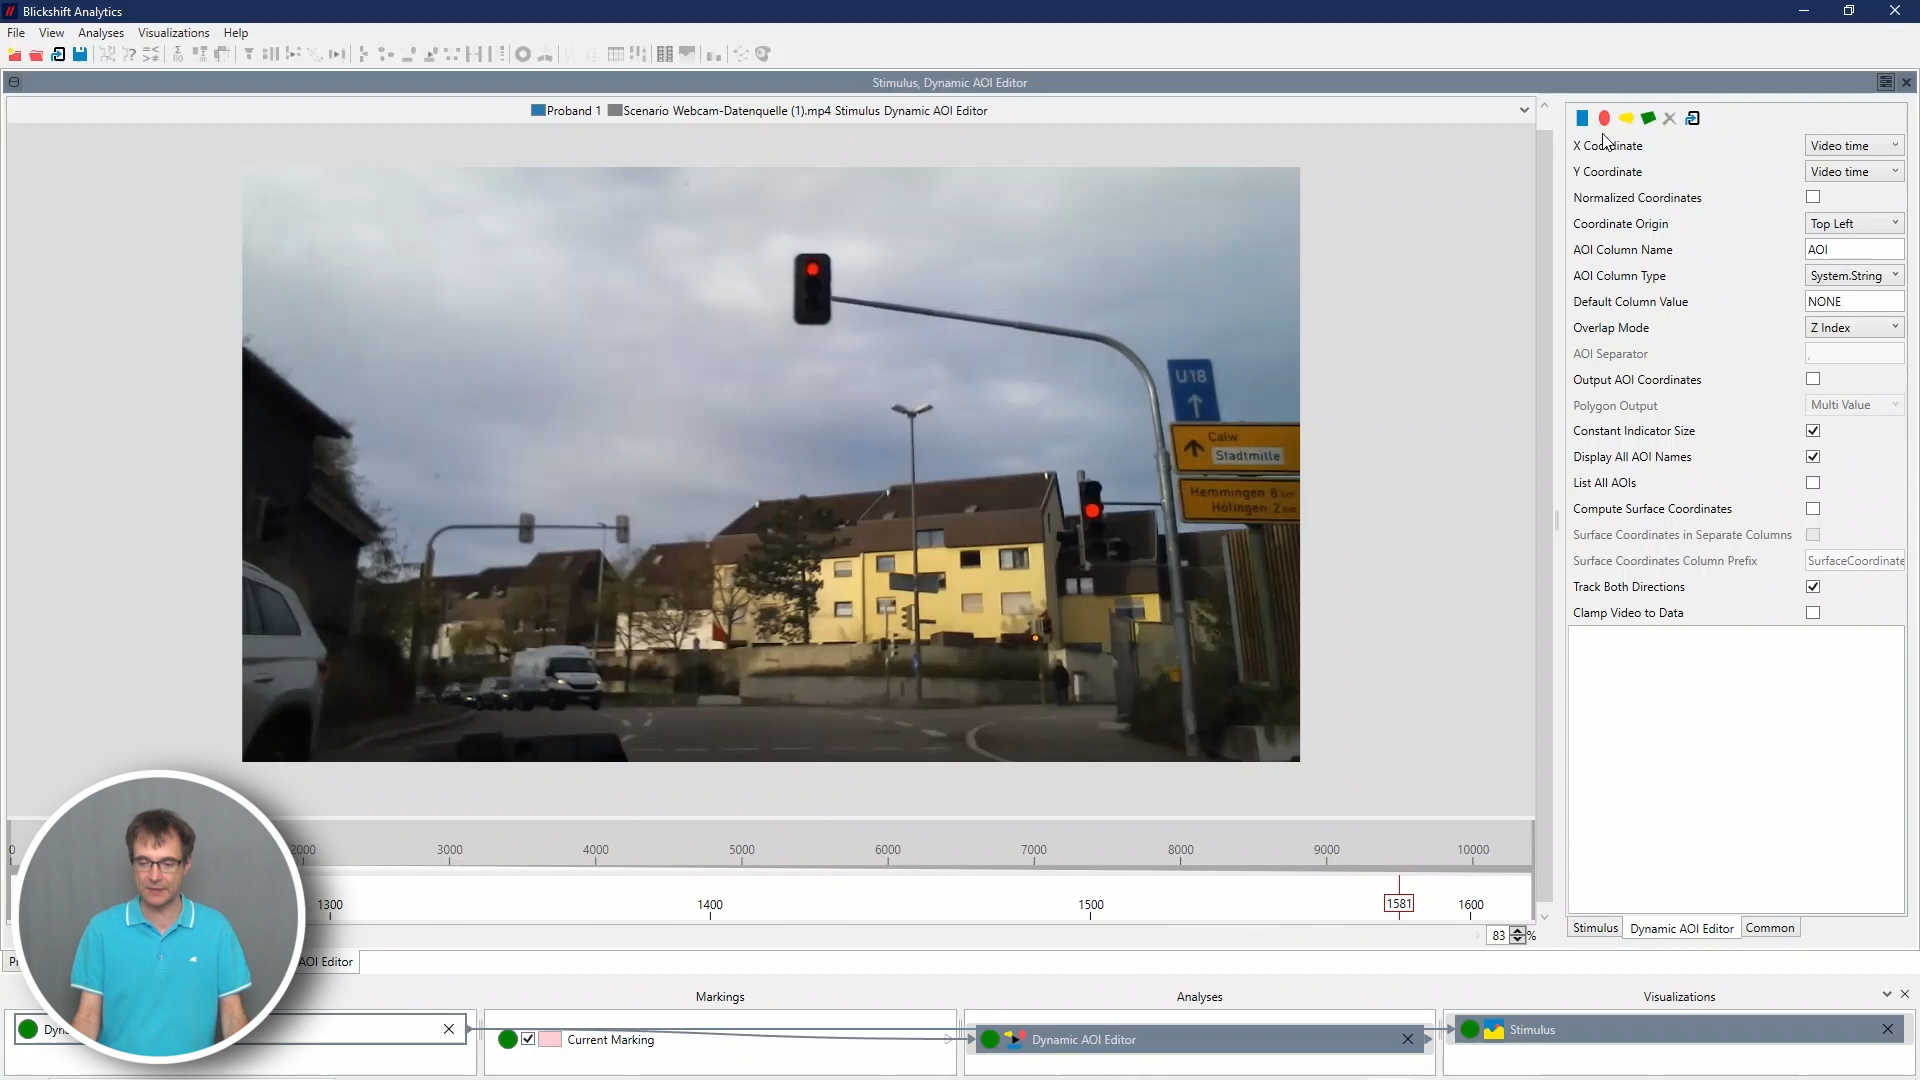 Blickshift Analytics
File View Analyses Visualizations Help
Stimulus, Dynamic AOI Editor
Proband 1 Scenario Webcam-Datenquelle (1).mp4 Stimulus Dynamic AOI Editor
U18
Calw
Stadtmitte
Hemmingen 8 km
Höfingen 2 km
X Coordinate Video time
Y Coordinate Video time
Normalized Coordinates
Coordinate Origin Top Left
AOI Column Name AOI
AOI Column Type System.String
Default Column Value NONE
Overlap Mode Z Index
AOI Separator ,
Output AOI Coordinates
Polygon Output Multi Value
Constant Indicator Size
Display All AOI Names
List All AOIs
Compute Surface Coordinates
Surface Coordinates in Separate Columns
Surface Coordinates Column Prefix SurfaceCoordinate
Track Both Directions
Clamp Video to Data
0 2000 3000 4000 5000 6000 7000 8000 9000 10000
1300 1400 1500 1581 1600
83 %
Stimulus Dynamic AOI Editor Common
AOI Editor
Markings Analyses Visualizations
Current Marking Dynamic AOI Editor Stimulus